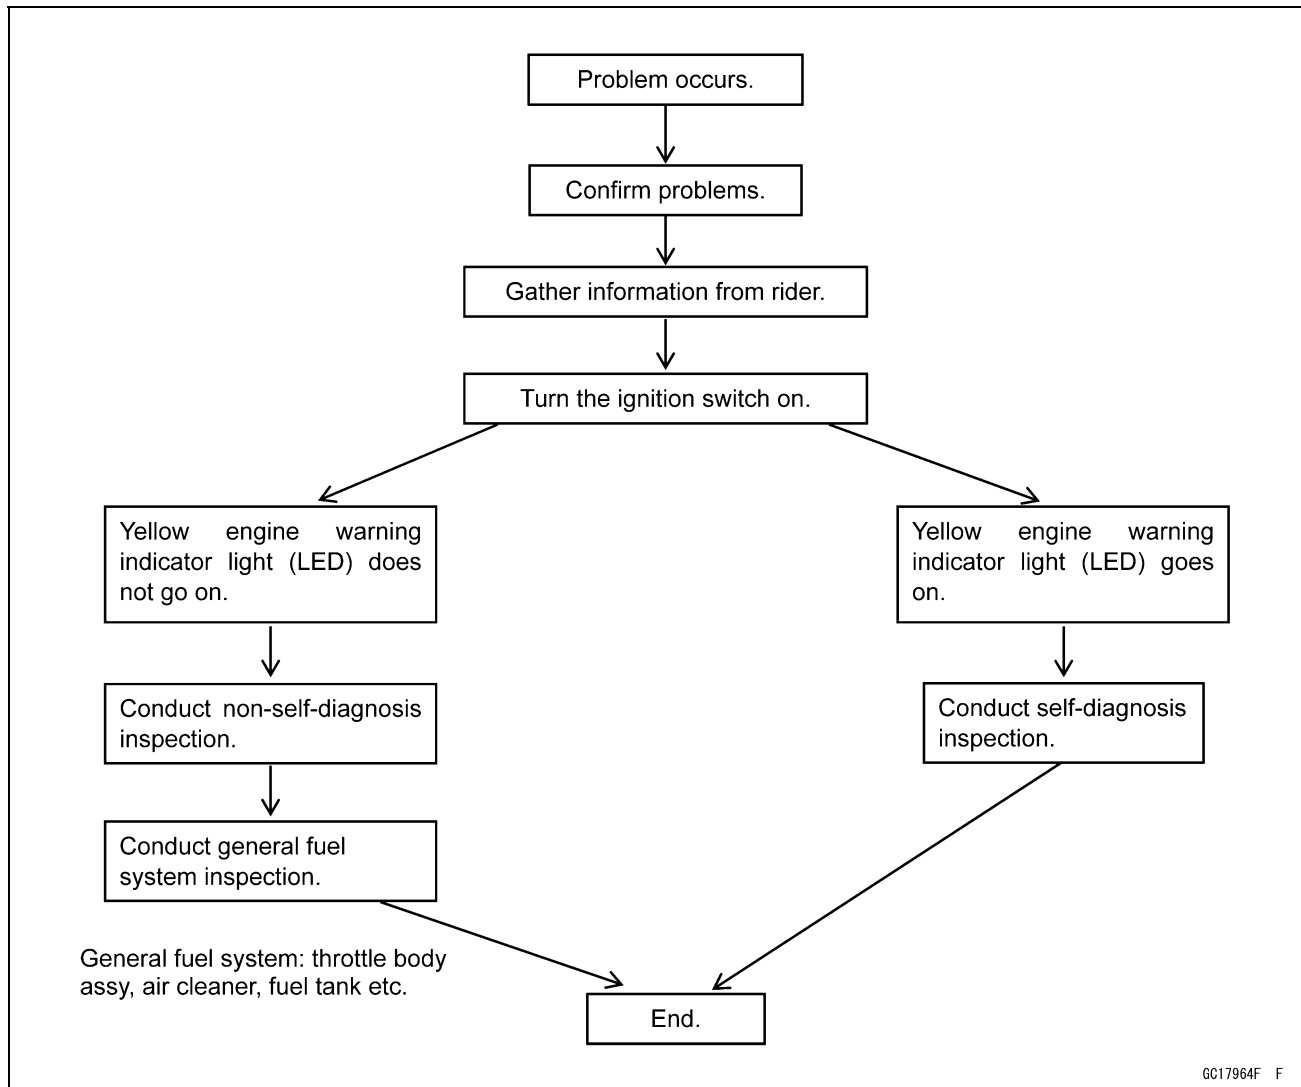 Problem occurs.
Confirm problems.
Gather information from rider.
Turn the ignition switch on.
Yellow engine warning
indicator light (LED) does
not go on.
Yellow engine warning
indicator light (LED) goes
on.
Conduct non-self-diagnosis
inspection.
Conduct self-diagnosis
inspection.
Conduct general fuel
system inspection.
General fuel system: throttle body
assy, air cleaner, fuel tank etc.
End.
GC17964F F